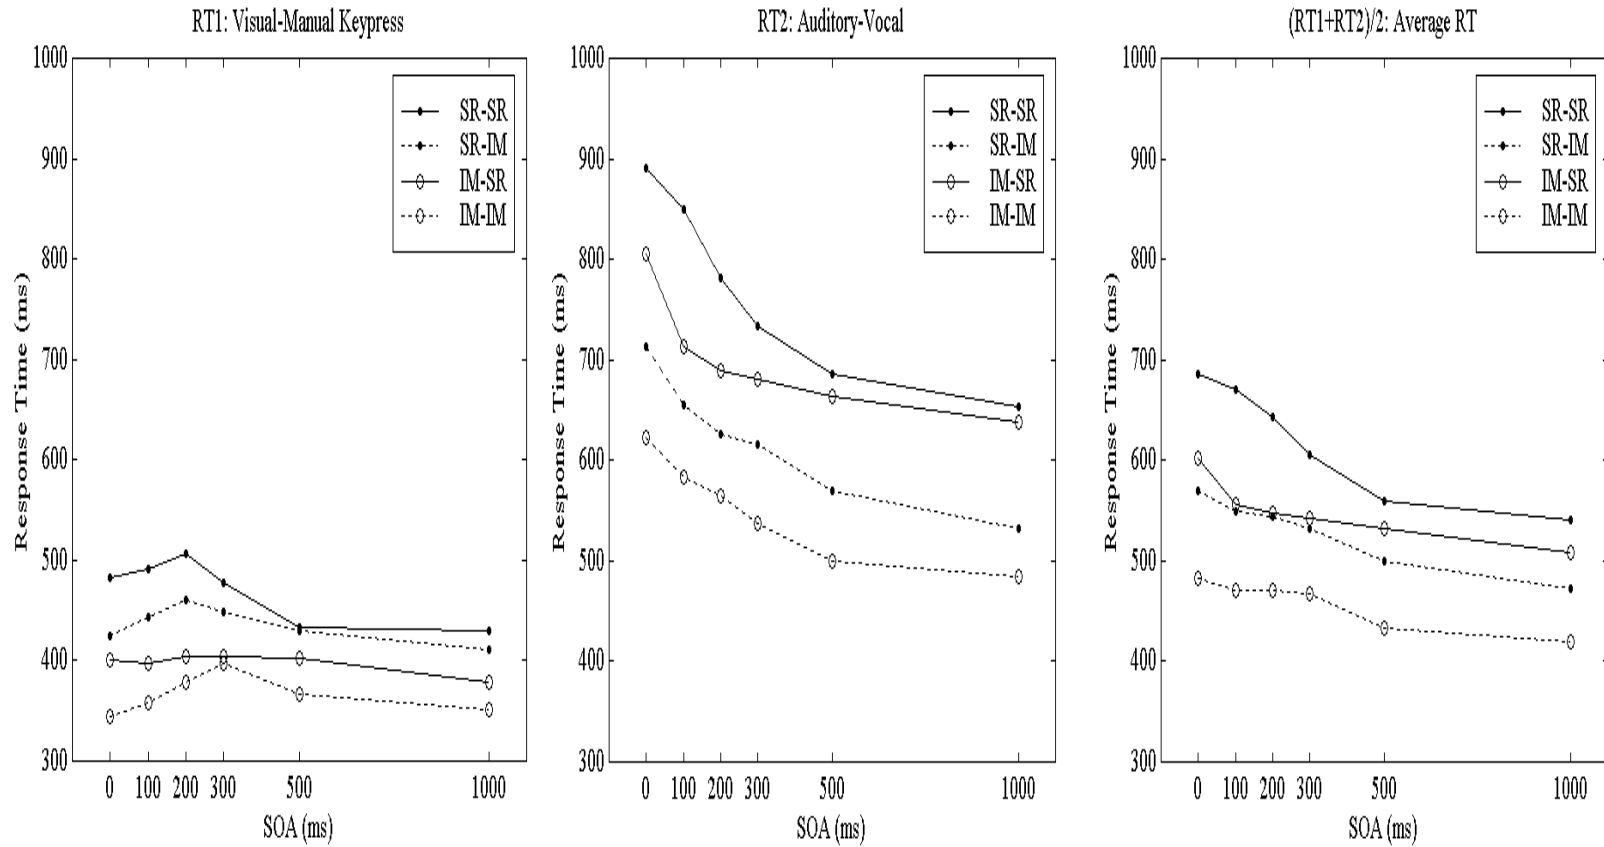 RT1: Visual-Manual Keypress
1000
900
800
700
600
500
400
300
Response Time (ms)
SR-SR
SR-IM
IM-SR
IM-IM
0 100 200 300 500 1000
SOA (ms)
RT2: Auditory-Vocal
1000
900
800
700
600
500
400
300
Response Time (ms)
SR-SR
SR-IM
IM-SR
IM-IM
0 100 200 300 500 1000
SOA (ms)
(RT1+RT2)/2: Average RT
1000
900
800
700
600
500
400
300
Response Time (ms)
SR-SR
SR-IM
IM-SR
IM-IM
0 100 200 300 500 1000
SOA (ms)